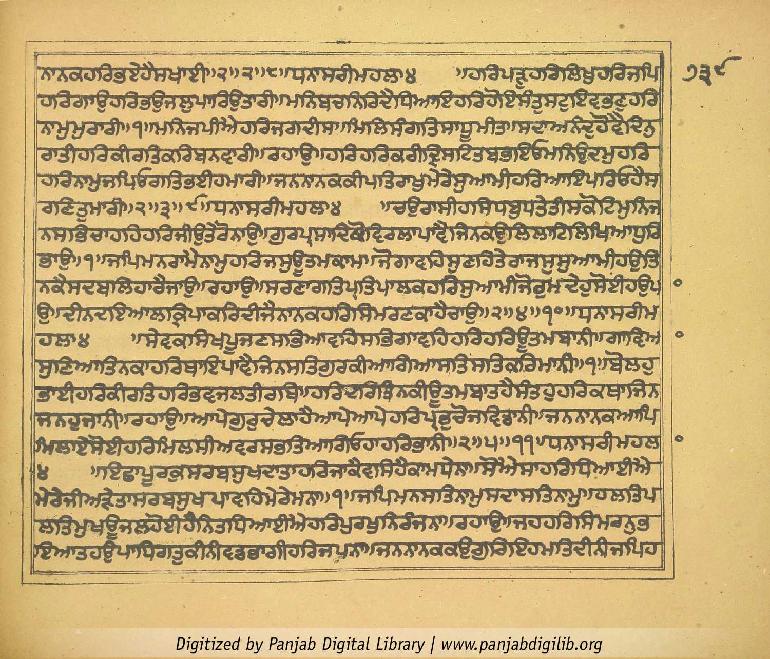 ਨਾਨਕਹਰਿਭਏਹੈਸਖਾਈ॥੨॥੨॥੮॥ਧਨਾਸਰੀਮਹਲਾ੪ ॥ਹਰਿਪੜੁਹਰਿਲਿਖੁਹਰਿਜਪਿ ੭੩੯
ਹਰਿਗਾਉਹਰਿਭਉਜਲੁਪਾਰਿਉਤਾਰੀ॥ਮਨਿਬਚਨਿਰਿਦੈਧਿਆਇਹਰਿਹੋਇਸੰਤੁਸਟੁਇਵਭਣੁਹਰਿ
ਨਾਮੁਮੁਰਾਰੀ॥੧॥ਮਨਿਜਪੀਐਹਰਿਜਗਦੀਸ॥ਮਿਲਿਸੰਗਤਿਸਾਧੂਮੀਤ॥ਸਦਾਅਨੰਦੁਹੋਵੈਦਿਨੁ
ਰਾਤੀਹਰਿਕੀਰਤਿਕਰਿਬਨਵਾਰੀ॥ਰਹਾਉ॥ਹਰਿਹਰਿਕਰੀਦ੍ਰਿਸਟਿਤਬਭਇਓਮਨਿਉਦਮੁਹਰਿ
ਹਰਿਨਾਮੁਜਪਿਓਗਤਿਭਈਹਮਾਰੀ॥ਜਨਨਾਨਕਕੀਪਤਿਰਾਖੁਮੇਰੇਸੁਆਮੀਹਰਿਆਇਪਰਿਓਹੈਸ
ਰਣਿਤੁਮਾਰੀ॥੨॥੩॥੯॥ਧਨਾਸਰੀਮਹਲਾ੪ ॥ਚਉਰਾਸੀਹਸਿਧਬੁਧਤੇਤੀਸਕੋਟਿਮੁਨਿਜ
ਨਸਭਿਚਾਹਹਿਹਰਿਜੀਉਤੇਰੋਨਾਉ॥ਗੁਰਪ੍ਰਸਾਦਿਕੋਵਿਰਲਾਪਾਵੈਜਿਨਕਉਲਿਲਾਟਿਲਿਖਿਆਧੁਰਿ
ਭਾਉ॥੧॥ਜਪਿਮਨਰਾਮੈਨਾਮੁਹਰਿਜਸੁਊਤਮਕਾਮ॥ਜੋਗਾਵਹਿਸੁਣਹਿਤੇਰਾਜਸੁਸੁਆਮੀਹਉਤਿ
ਨਕੈਸਦਬਲਿਹਾਰੈਜਾਉ॥ਰਹਾਉ॥ਸਰਣਾਗਤਿਪ੍ਰਤਿਪਾਲਕਹਰਿਸੁਆਮੀਜੋਤੁਮਦੇਹੁਸੋਈਹਉਪ
ਉ॥ਦੀਨਦਇਆਲਕ੍ਰਿਪਾਕਰਿਦੀਜੈਨਾਨਕਹਰਿਸਿਮਰਣਕਾਹੈਚਾਉ॥੨॥੪॥੧੦॥ਧਨਾਸਰੀਮ
ਹਲਾ੪ ॥ਸੇਵਕਸਿਖਪੂਜਣਸਭਿਆਵਹਿਸਭਿਗਾਵਹਿਹਰਿਹਰਿਊਤਮਬਾਨੀ॥ਗਾਵਿਆ
ਸੁਣਿਆਤਿਨਕਾਹਰਿਥਾਇਪਾਵੈਜਿਨਸਤਿਗੁਰਕੀਆਗਿਆਸਤਿਸਤਿਕਰਿਮਾਨੀ॥੧॥ਬੋਲਹੁ
ਭਾਈਹਰਿਕੀਰਤਿਹਰਿਭਵਜਲਤੀਰਥਿ॥ਹਰਿਦਰਿਤਿਨਕੀਊਤਮਬਾਤਹੈਸੰਤਹੁਹਰਿਕਥਾਜਿਨ
ਜਨਹੁਜਾਨੀ॥ਰਹਾਉ॥ਆਪੇਗੁਰੁਚੇਲਾਹੈਆਪੇਆਪੇਹਰਿਪ੍ਰਭੁਚੋਜਵਿਡਾਨੀ॥ਜਨਨਾਨਕਆਪਿ
ਮਿਲਾਏਸੋਈਹਰਿਮਿਲਸੀਅਵਰਸਭਤਿਆਗਿਓਹਾਹਰਿਭਾਨੀ॥੨॥੫॥੧੧॥ਧਨਾਸਰੀਮਹਲ
੪ ॥ਇਛਾਪੂਰਕੁਸਰਬਸੁਖਦਾਤਾਹਰਿਜਾਕੈਵਸਿਹੈਕਾਮਧੇਨਾ॥ਸੋਐਸਾਹਰਿਧਿਆਈਐ
ਮੇਰੇਜੀਅੜੇਤਾਸਰਬਸੁਖਪਾਵਹਿਮੇਰੇਮਨਾ॥੧॥ਜਪਿਮਨਸਤਿਨਾਮੁਸਦਾਸਤਿਨਾਮੁ॥ਹਲਤਿਪ
ਲਤਿਮੁਖਊਜਲਹੋਈਹੈਨਿਤਧਿਆਈਐਹਰਿਪੁਰਖੁਨਿਰੰਜਨਾ॥ਰਹਾਉ॥ਜਹਹਰਿਸਿਮਰਨੁਭ
ਇਆਤਹਉਪਾਧਿਗਤੁਕੀਨੀਵਡਭਾਗੀਹਰਿਜਪਨਾ॥ਜਨਨਾਨਕਕਉਗੁਰਿਇਹਮਤਿਦੀਨੀਜਪਿਹ
Digitized by Panjab Digital Library | www.panjabdigilib.org